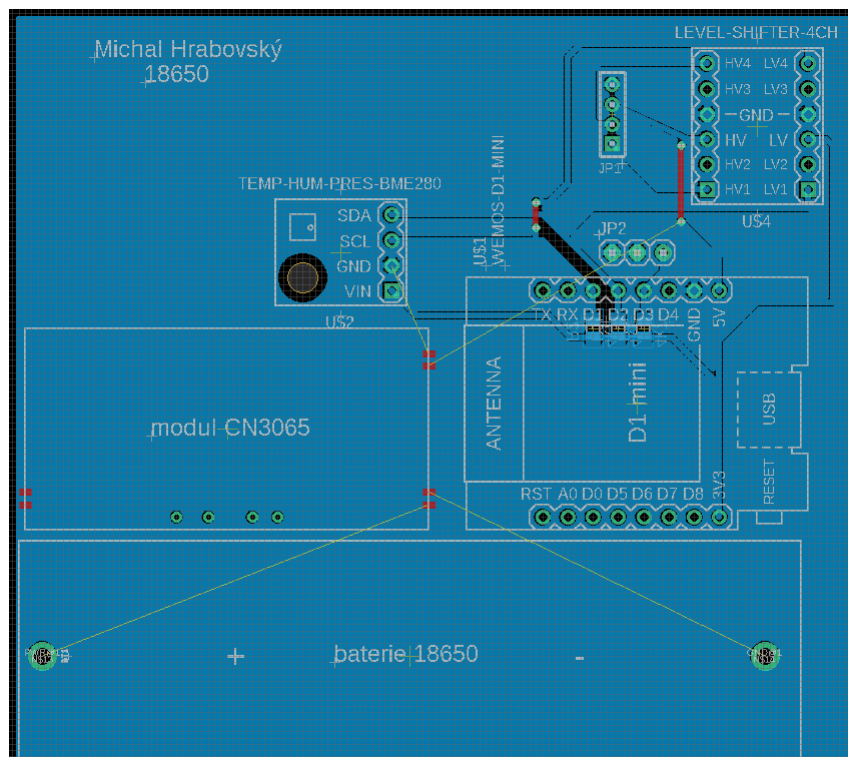 Michal Hrabovský
18650
LEVEL-SHIFTER-4CH
HV4 LV4
HV3 LV3
GND
HV LV
HV2 LV2
HV1 LV1
U$4
JP1
TEMP-HUM-PRES-BME280
SDA
SCL
GND
VIN
U$2
U$1
WEMOS-D1-MINI
JP2
TX RX D1 D2 D3 D4 GND 5V
ANTENNA
D1 mini
USB
RESET
RST A0 D0 D5 D6 D7 D8 3V3
modul CN3065
+ baterie 18650 -